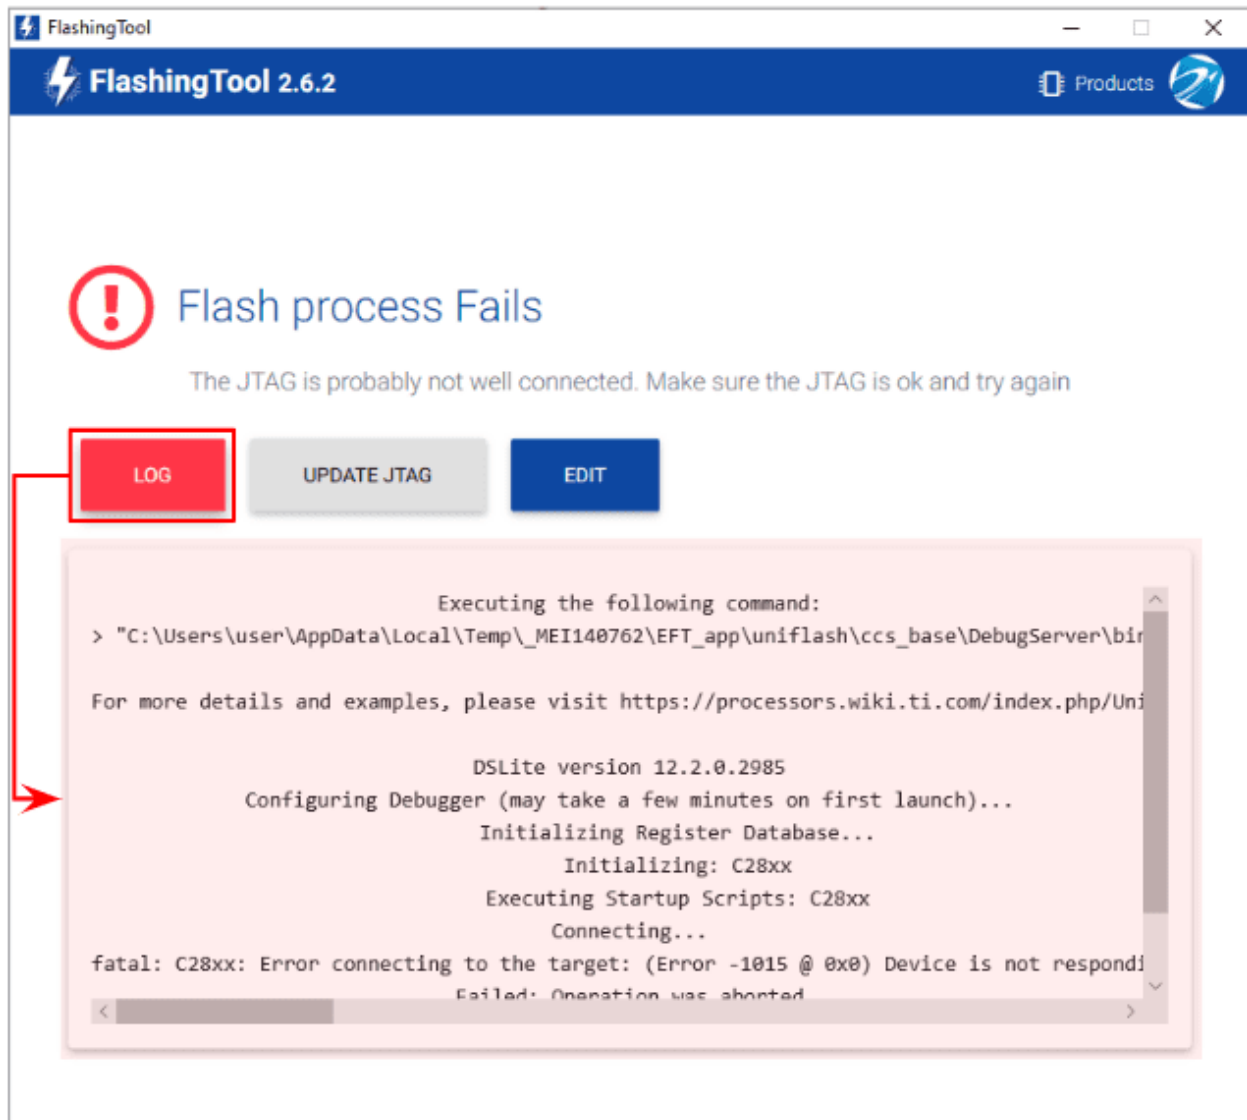 FlashingTool
FlashingTool 2.6.2
Products
Flash process Fails
The JTAG is probably not well connected. Make sure the JTAG is ok and try again
LOG
UPDATE JTAG
EDIT
Executing the following command:
> "C:\Users\user\AppData\Local\Temp\_MEI140762\EFT_app\uniflash\ccs_base\DebugServer\bin
For more details and examples, please visit https://processors.wiki.ti.com/index.php/Uni
DSLite version 12.2.0.2985
Configuring Debugger (may take a few minutes on first launch)...
Initializing Register Database...
Initializing: C28xx
Executing Startup Scripts: C28xx
Connecting...
fatal: C28xx: Error connecting to the target: (Error -1015 @ 0x0) Device is not respondi
Failed: Operation was aborted